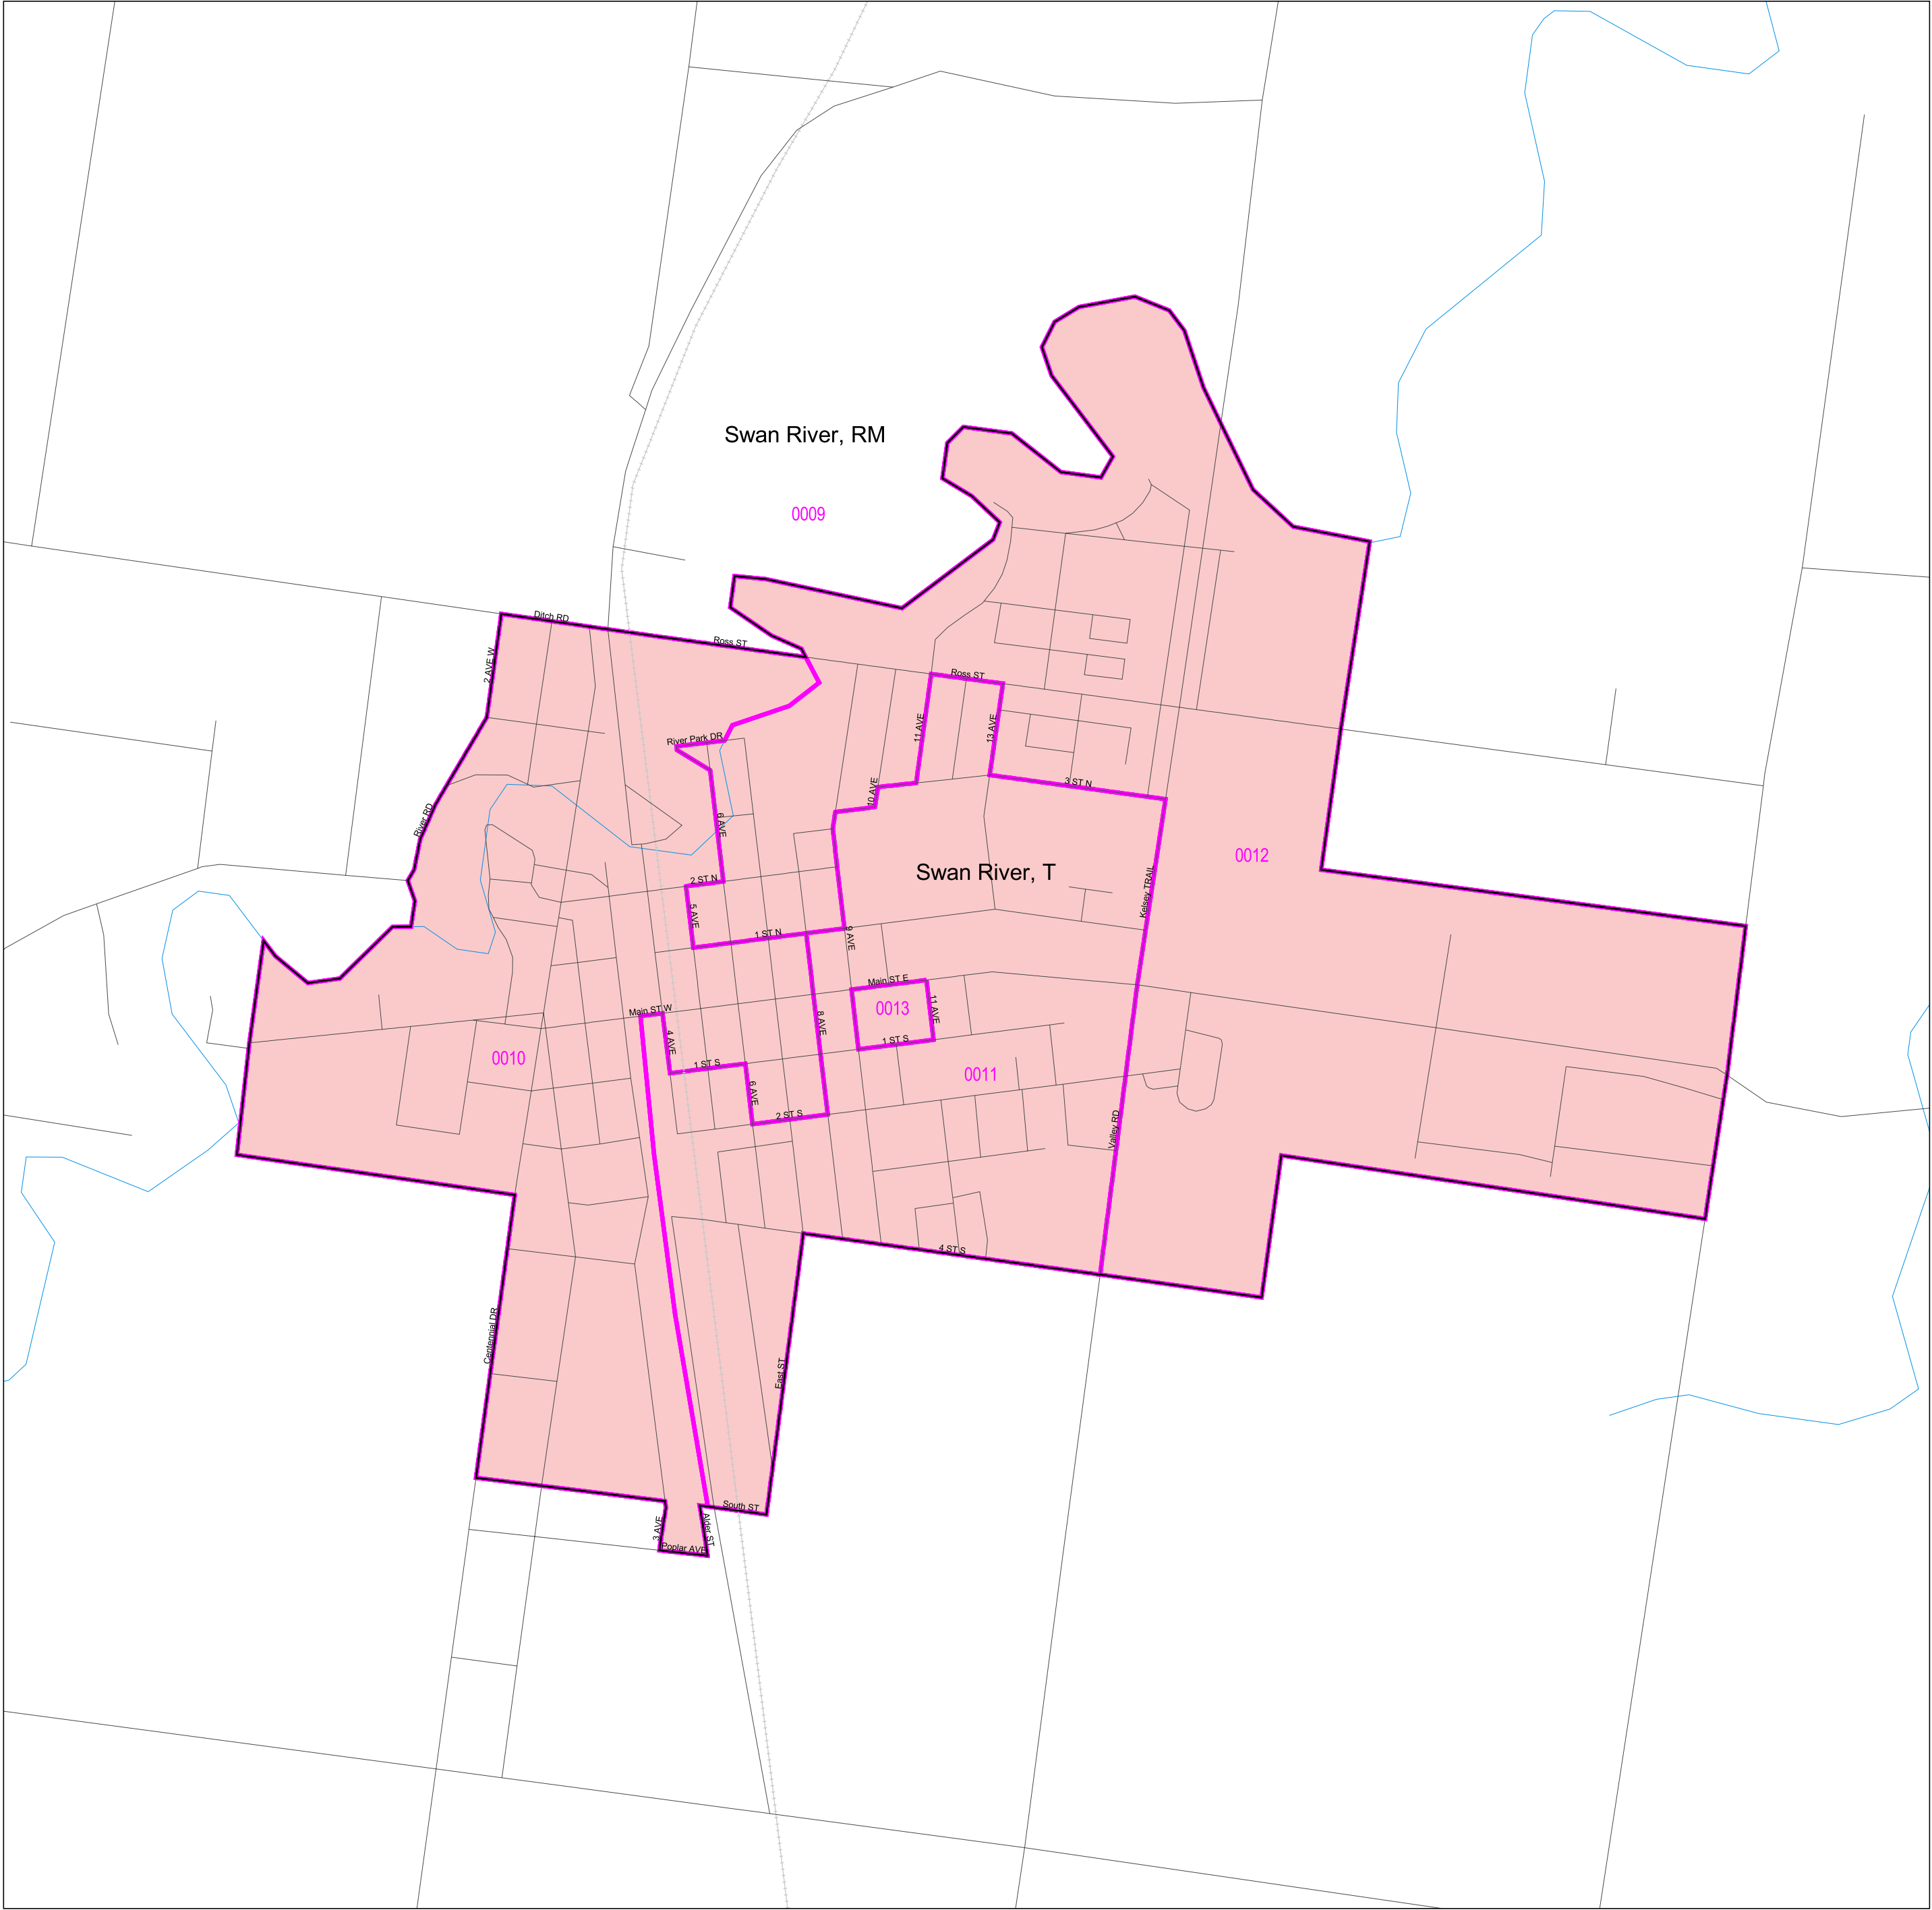 Swan River, RM
0009
Ditch RD
Ross ST
2 AVE W
Ross ST
11 AVE
13 AVE
River Park DR
3 ST N
10 AVE
River RD
6 AVE
0012
Swan River, T
2 ST N
Kelsey TRAIL
5 AVE
1 ST N
9 AVE
Main ST E
0013
11 AVE
Main ST W
8 AVE
4 AVE
1 ST S
0010
1 ST S
0011
6 AVE
2 ST S
Valley RD
4 ST S
Centennial DR
East ST
South ST
3 AVE
Alder ST
Poplar AVE